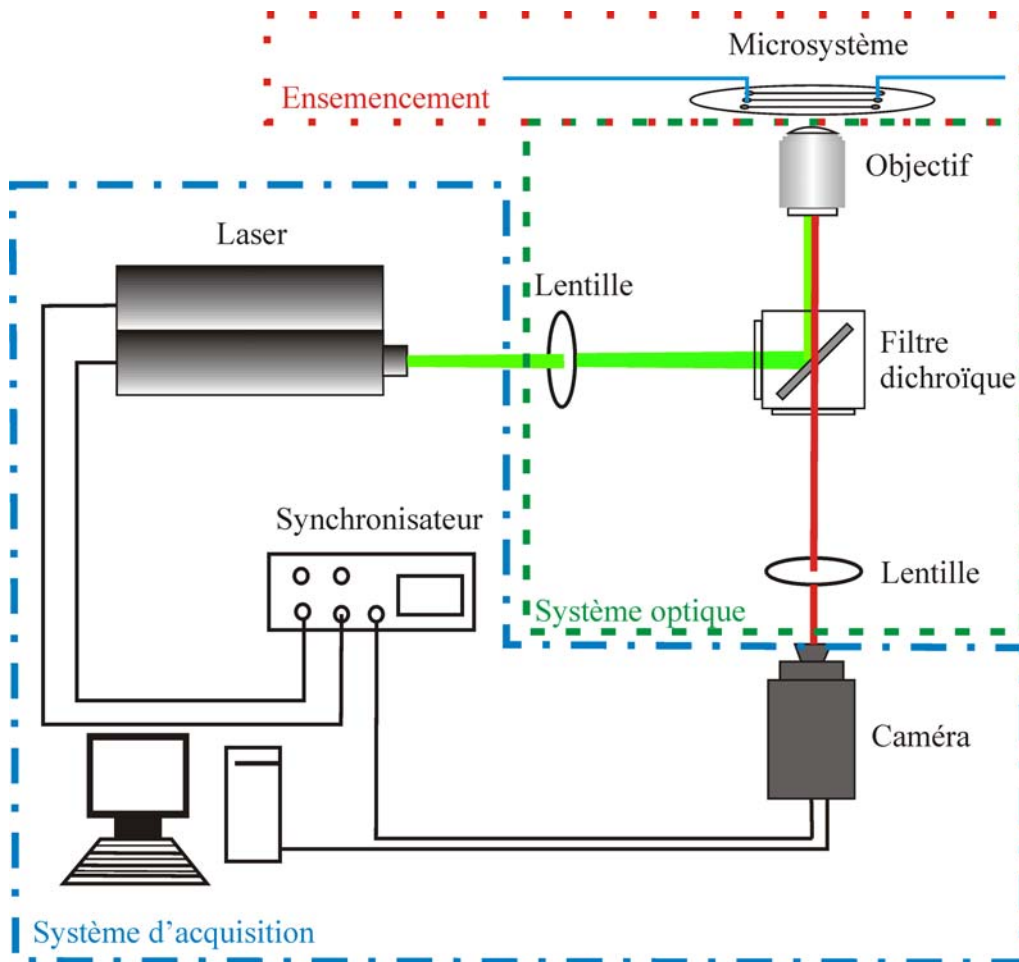 Microsystème
Ensemencement
Objectif
Laser
Lentille
Filtre
dichroïque
Synchronisateur
Lentille
Système optique
Caméra
Système d'acquisition